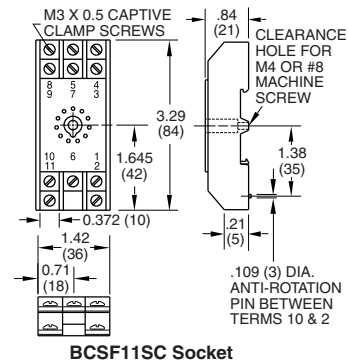 M3 X 0.5 CAPTIVE
CLAMP SCREWS
.84
(21)
CLEARANCE
HOLE FOR
M4 OR #8
MACHINE
SCREW
8 5 4
9 7 3
3.29
(84)
10 6 1
11 2
1.645
(42)
1.38
(35)
0.372 (10)
.21
(5)
1.42
(36)
0.71
(18)
.109 (3) DIA.
ANTI-ROTATION
PIN BETWEEN
TERMS 10 & 2
BCSF11SC Socket